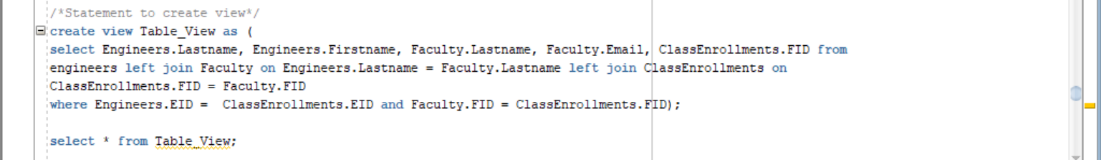 /*Statement to create view*/
create view Table_View as (
select Engineers.Lastname, Engineers.Firstname, Faculty.Lastname, Faculty.Email, ClassEnrollments.FID from
engineers left join Faculty on Engineers.Lastname = Faculty.Lastname left join ClassEnrollments on
ClassEnrollments.FID = Faculty.FID
where Engineers.EID =  ClassEnrollments.EID and Faculty.FID = ClassEnrollments.FID);
select * from Table_View;